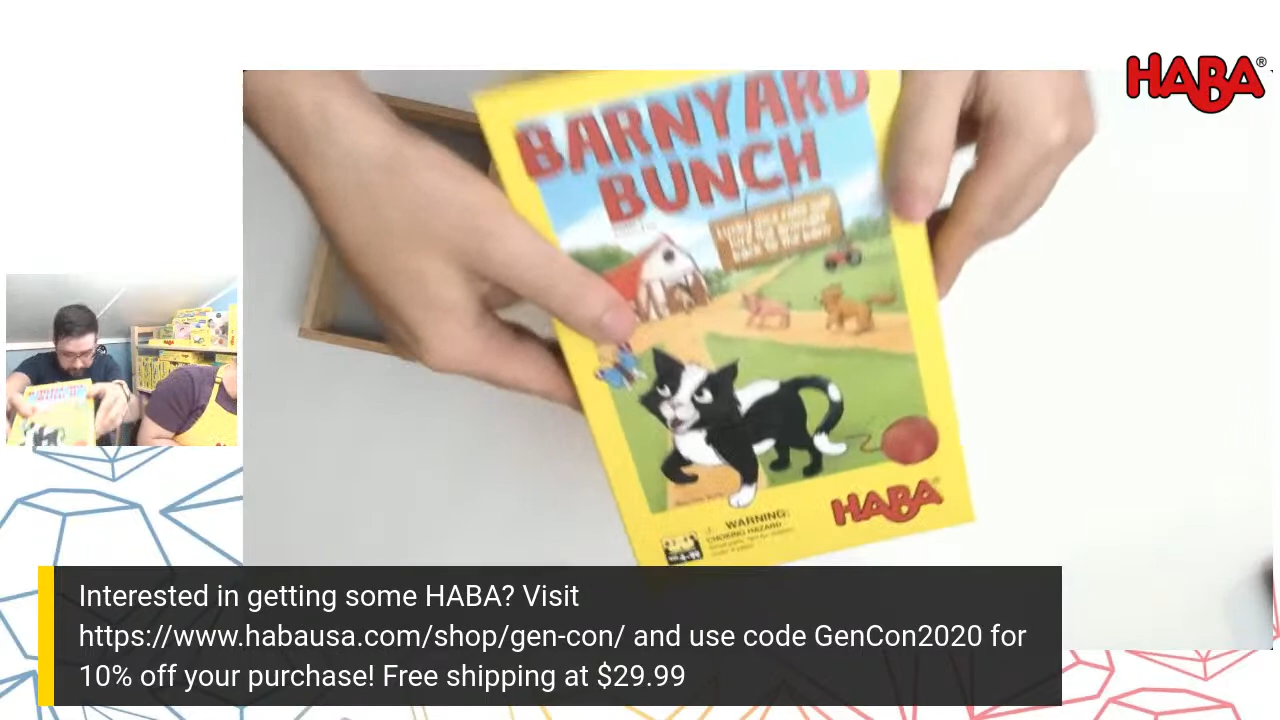 HABA®
BARNYARD
BUNCH
HABA
WARNING:
CHOKING HAZARD
Interested in getting some HABA? Visit
https://www.habausa.com/shop/gen-con/ and use code GenCon2020 for
10% off your purchase! Free shipping at $29.99